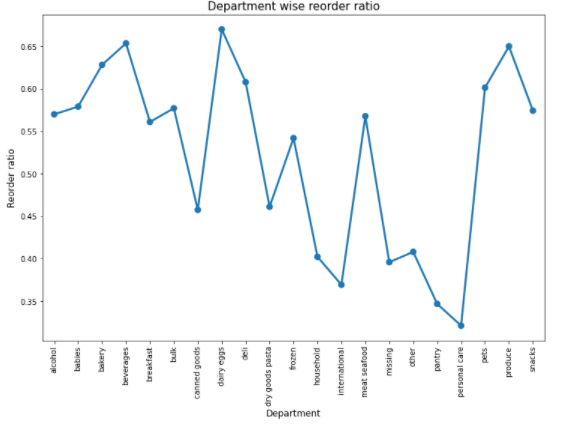 Department wise reorder ratio
Reorder ratio
0.65
0.60
0.55
0.50
0.45
0.40
0.35
alcohol
babies
bakery
beverages
breakfast
bulk
canned goods
dairy eggs
deli
dry goods pasta
frozen
household
international
meat seafood
missing
other
pantry
personal care
pets
produce
snacks
Department